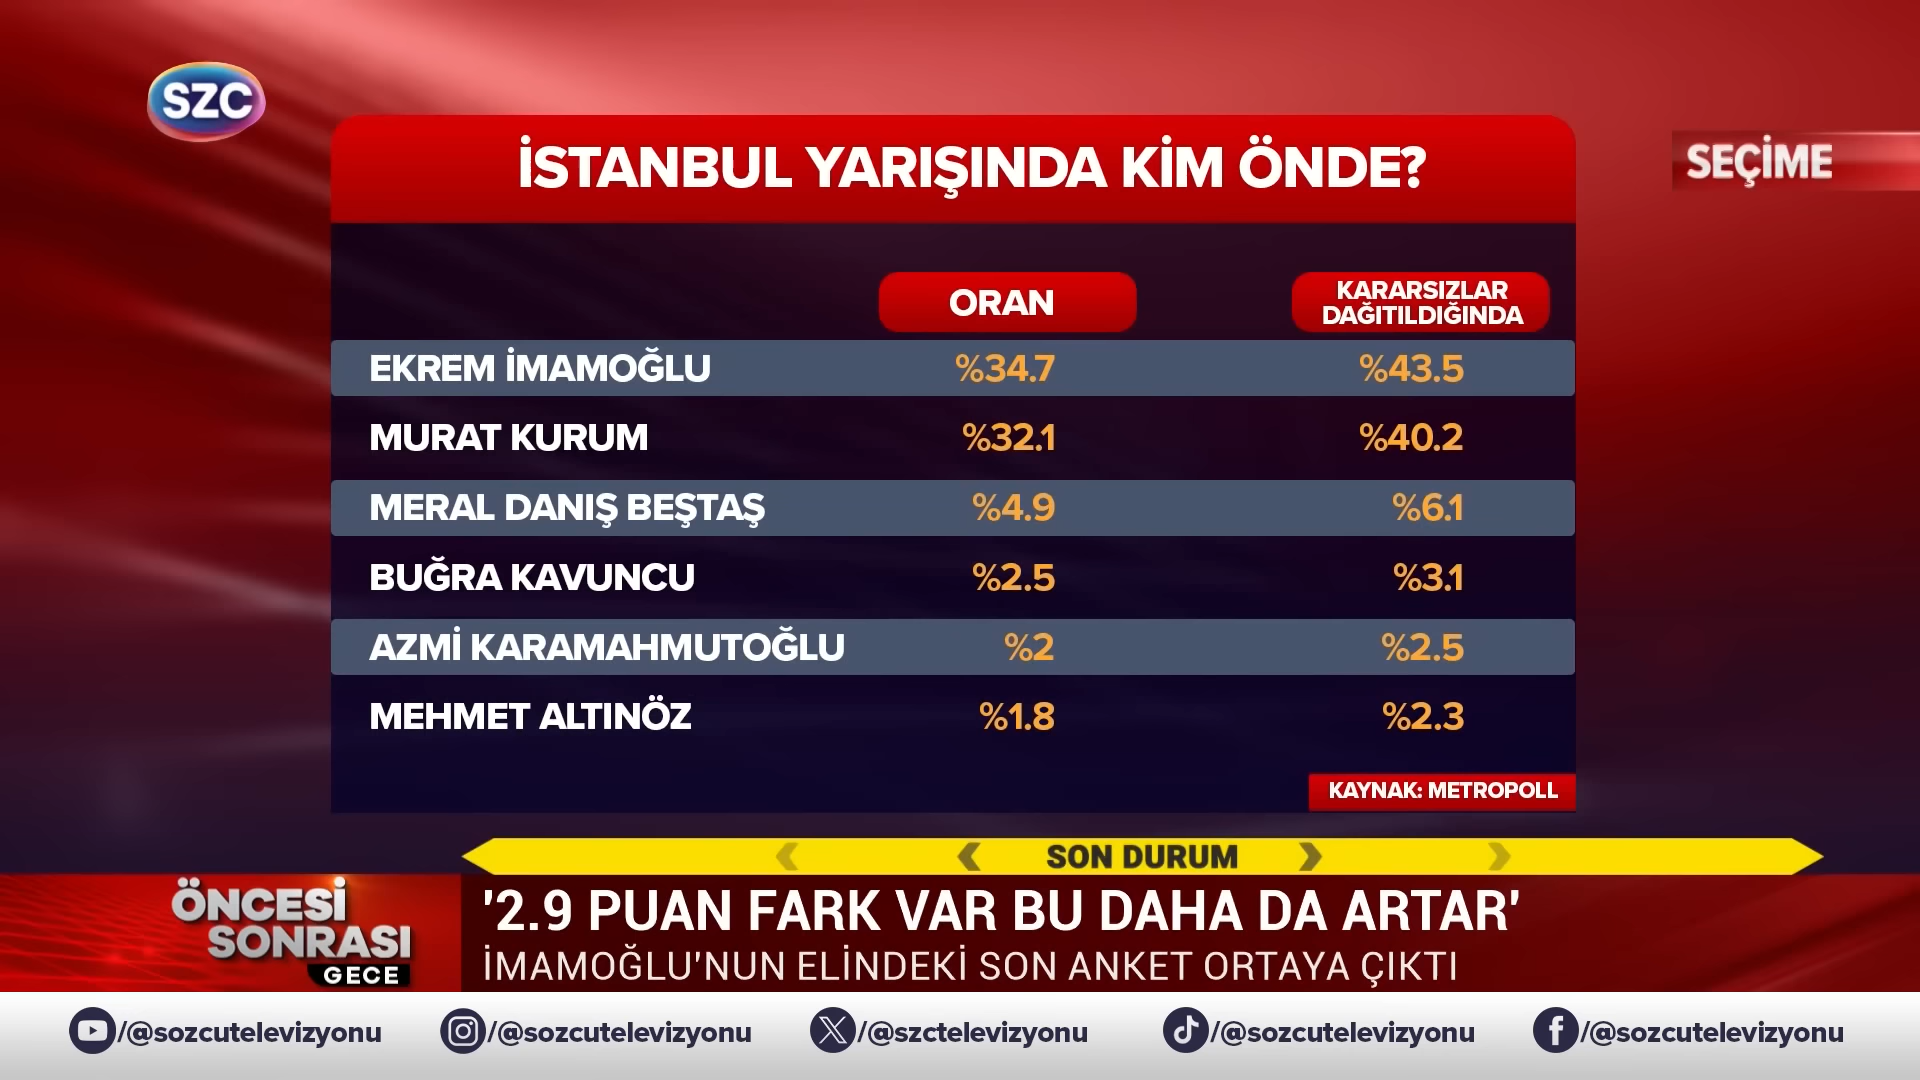 SZC
İSTANBUL YARIŞINDA KİM ÖNDE?
SEÇİME
ORAN
KARARSIZLAR
DAĞITILDIĞINDA
EKREM İMAMOĞLU %34.7 %43.5
MURAT KURUM %32.1 %40.2
MERAL DANIŞ BEŞTAŞ %4.9 %6.1
BUĞRA KAVUNCU %2.5 %3.1
AZMİ KARAMAHMUTOĞLU %2 %2.5
MEHMET ALTINÖZ %1.8 %2.3
KAYNAK: METROPOLL
SON DURUM
ÖNCESİ
SONRASI
GECE
'2.9 PUAN FARK VAR BU DAHA DA ARTAR'
İMAMOĞLU'NUN ELİNDEKİ SON ANKET ORTAYA ÇIKTI
/@sozcutelevizyonu /@sozcutelevizyonu /@szctelevizyonu /@sozcutelevizyonu /@sozcutelevizyonu